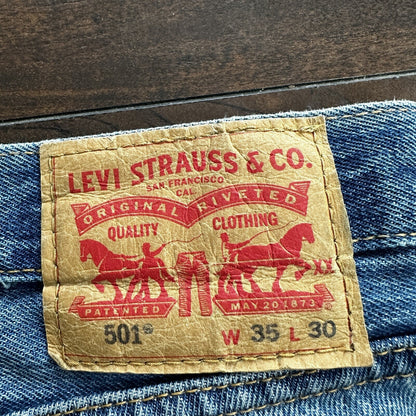 LEVI STRAUSS & CO.
SAN FRANCISCO
CAL
ORIGINAL RIVETED
QUALITY CLOTHING
XX
PATENTED MAY 20 1873
501® W 35 L 30